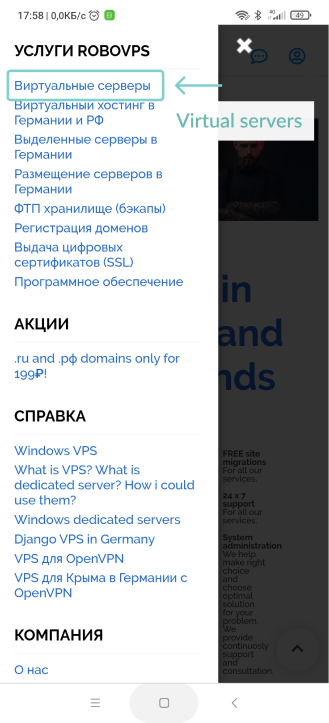 17:58 | 0,0КБ/с
49
УСЛУГИ ROBOVPS
Виртуальные серверы
Виртуальный хостинг в
Германии и РФ
Virtual servers
Выделенные серверы в
Германии
Размещение серверов в
Германии
ФТП хранилище (бэкапы)
Регистрация доменов
Выдача цифровых
сертификатов (SSL)
Программное обеспечение
АКЦИИ
.ru and .рф domains only for
199₽!
СПРАВКА
Windows VPS
What is VPS? What is
dedicated server? How i could
use them?
Windows dedicated servers
Django VPS in Germany
VPS для OpenVPN
VPS для Крыма в Германии с
OpenVPN
КОМПАНИЯ
О нас
in
and
nds
FREE site
migrations
For all our
services.
24 x 7
support
For all our
services.
System
administration
We help
make right
choice
and
choose
optimal
solution
for your
problem.
We
provide
continuosly
support
and
consultation